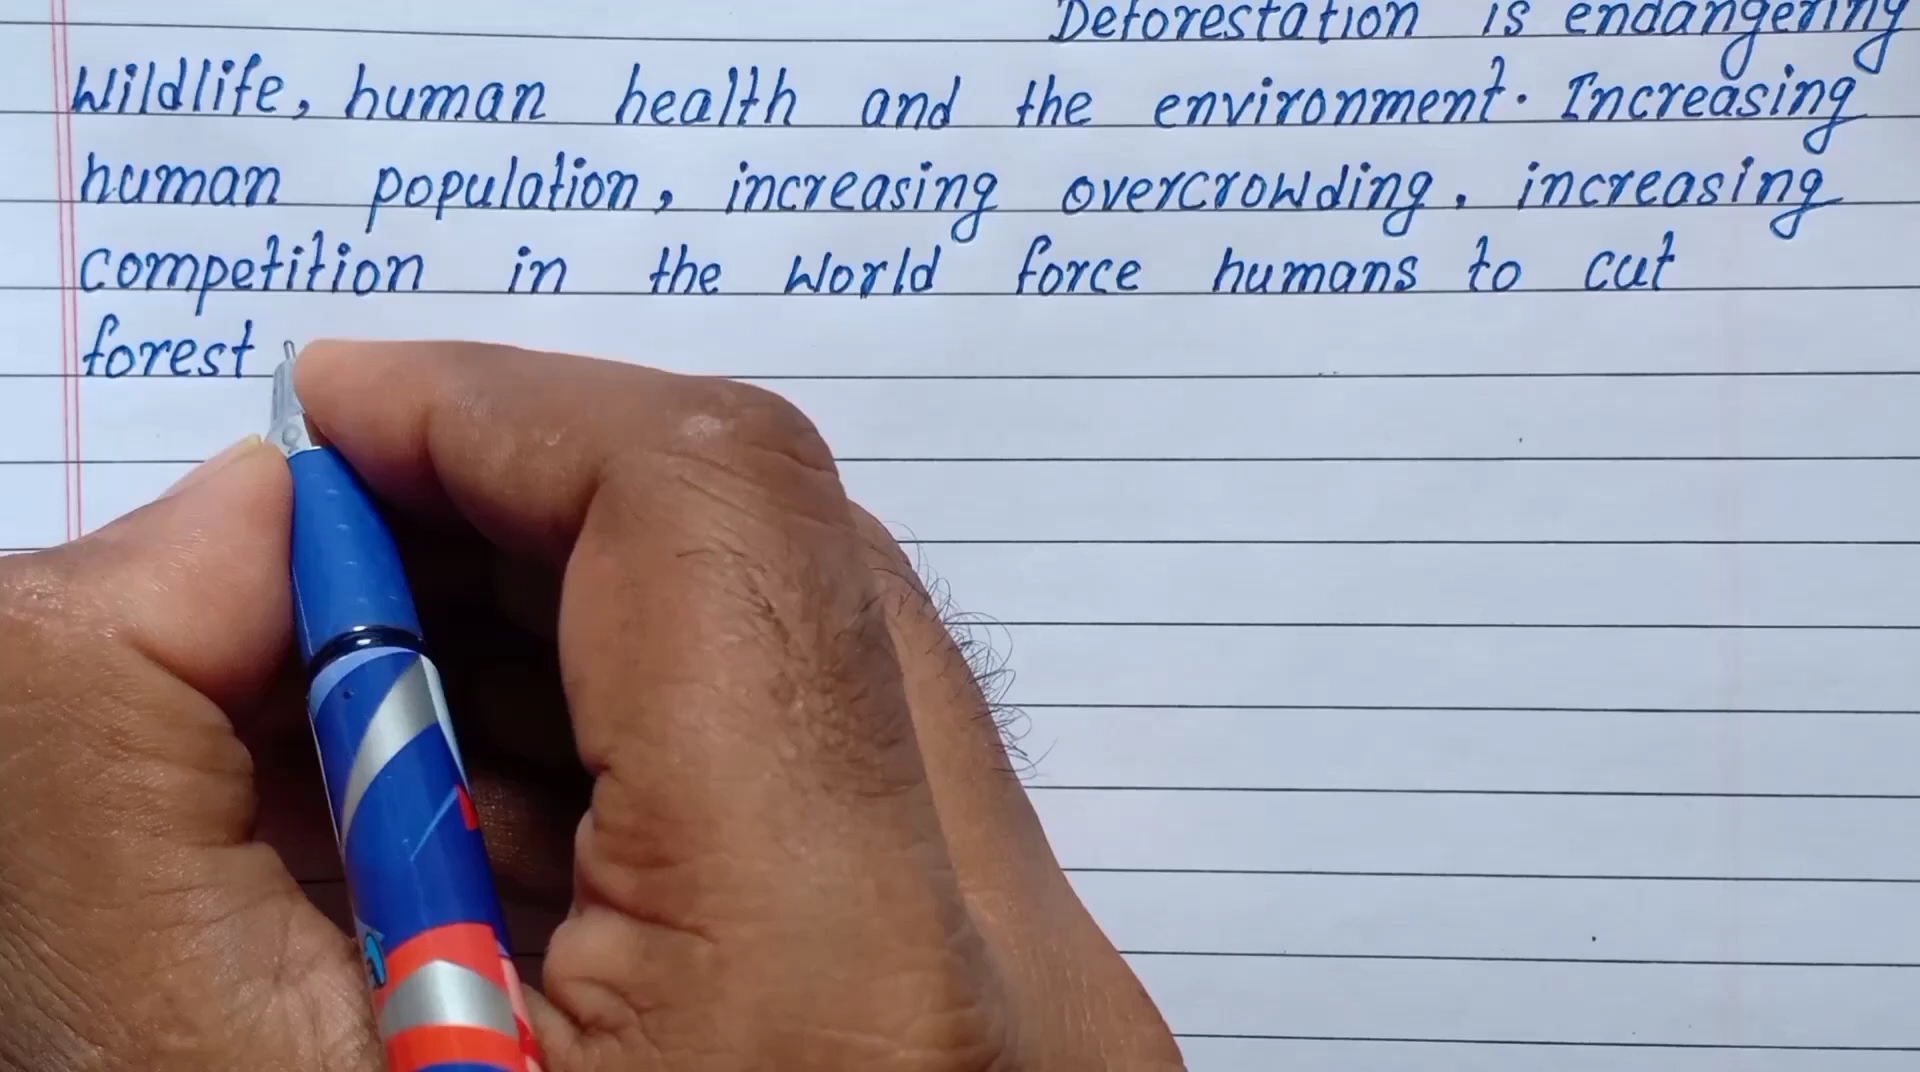 Deforestation is endangering
Wildlife, human health and the environment. Increasing
human population, increasing overcrowding, increasing
competition in the World force humans to cut
forest